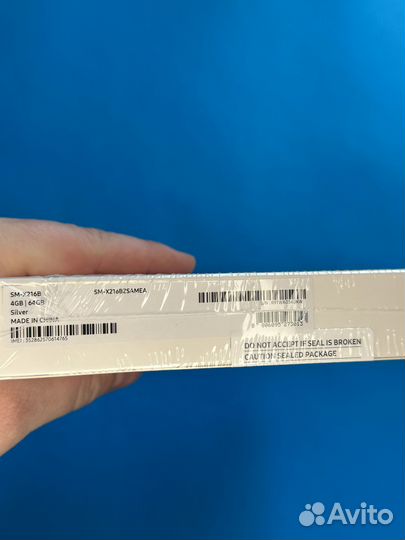 SM-X216B
4GB | 64GB
Silver
MADE IN CHINA
SM-X216BZSAMEA
DO NOT ACCEPT IF SEAL IS BROKEN
CAUTION SEALED PACKAGE
Avito